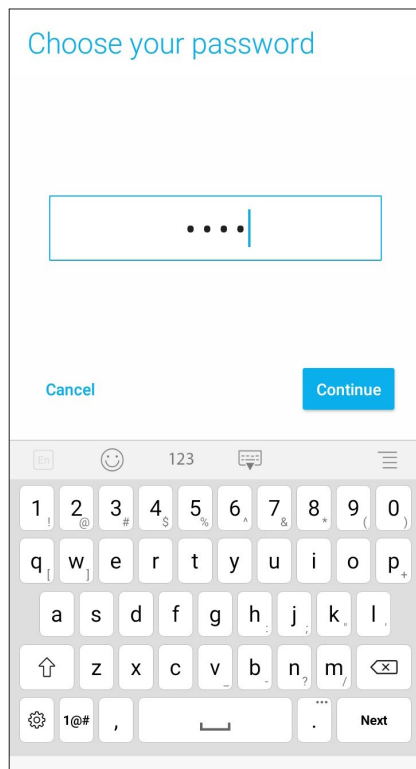 Choose your password
••••
Cancel Continue
En 123
1 ! 2 @ 3 # 4 $ 5 % 6 ^ 7 & 8 * 9 ( 0 )
q [ w ] e r t y u i o p +
a s d f g h : j ; k " l '
z x c v _ b - n ? m /
1@# , . Next